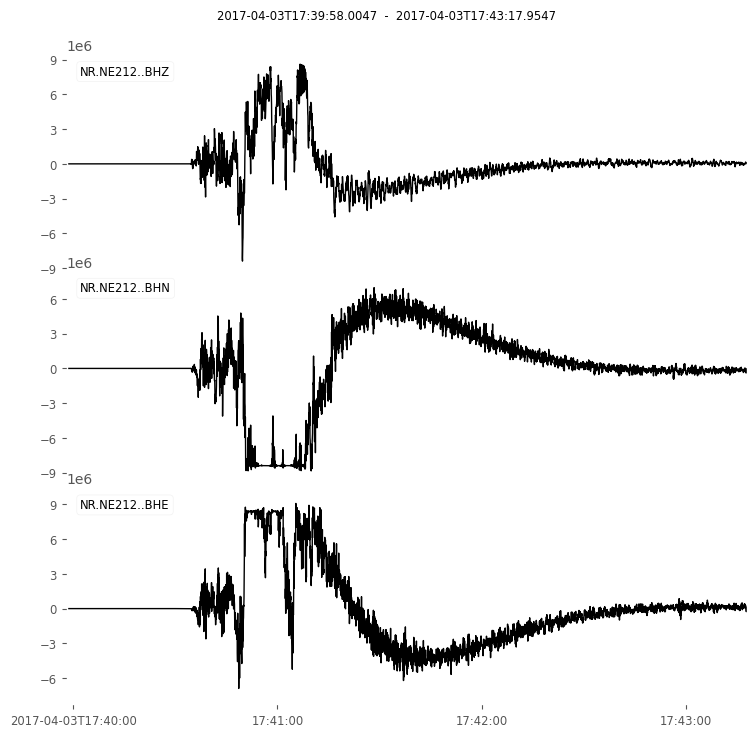 2017-04-03T17:39:58.0047 - 2017-04-03T17:43:17.9547
1e6
NR.NE212..BHZ
9
6
3
0
−3
−6
−9
1e6
NR.NE212..BHN
6
3
0
−3
−6
−9
1e6
NR.NE212..BHE
9
6
3
0
−3
−6
2017-04-03T17:40:00 17:41:00 17:42:00 17:43:00